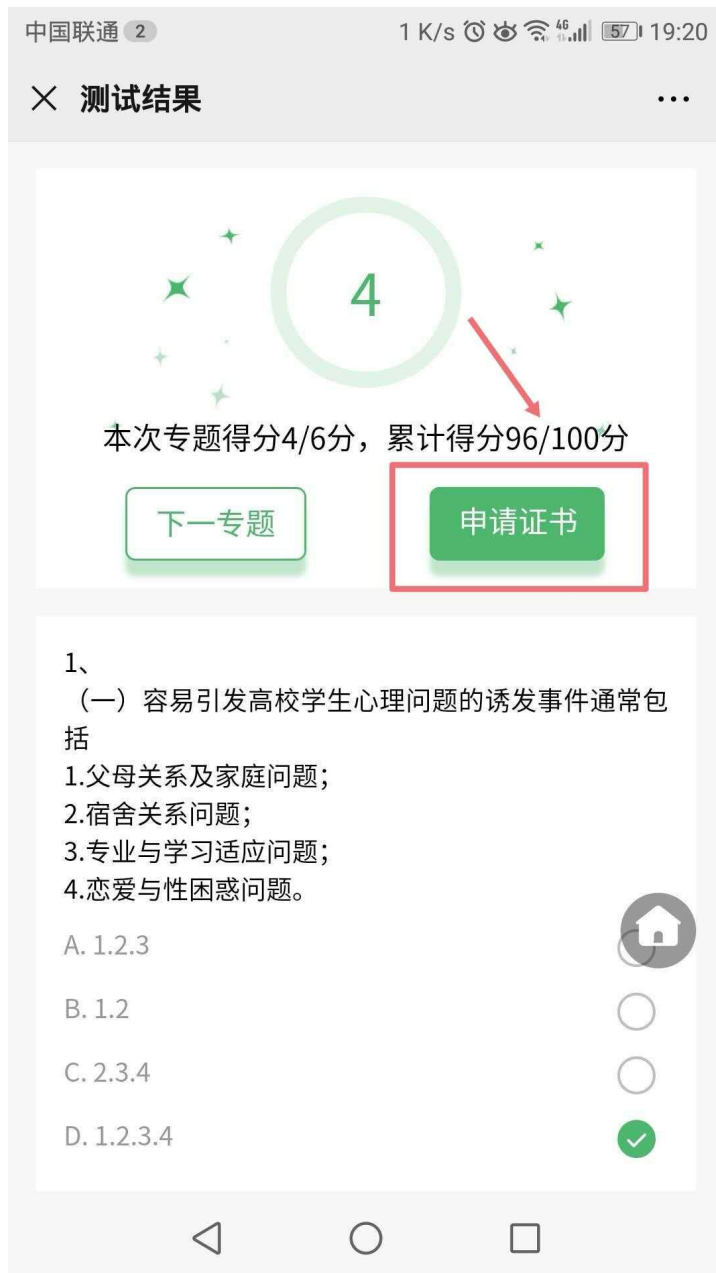 中国联通 2 1 K/s 46 57 19:20
测试结果
4
本次专题得分4/6分，累计得分96/100分
下一专题 申请证书
1、
（一）容易引发高校学生心理问题的诱发事件通常包
括
1.父母关系及家庭问题；
2.宿舍关系问题；
3.专业与学习适应问题；
4.恋爱与性困惑问题。
A. 1.2.3
B. 1.2
C. 2.3.4
D. 1.2.3.4